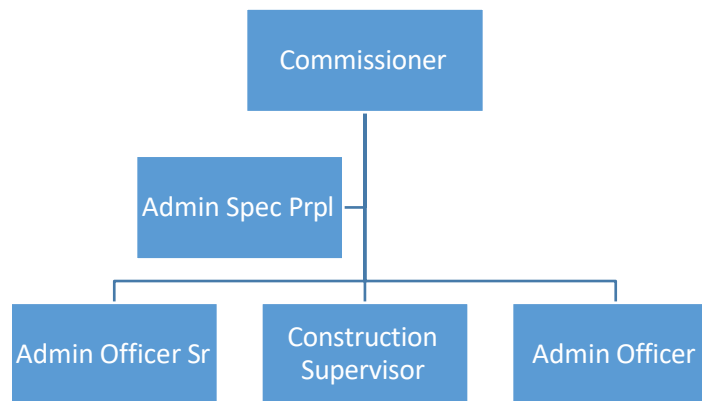 Commissioner
Admin Spec Prpl
Admin Officer Sr
Construction
Supervisor
Admin Officer